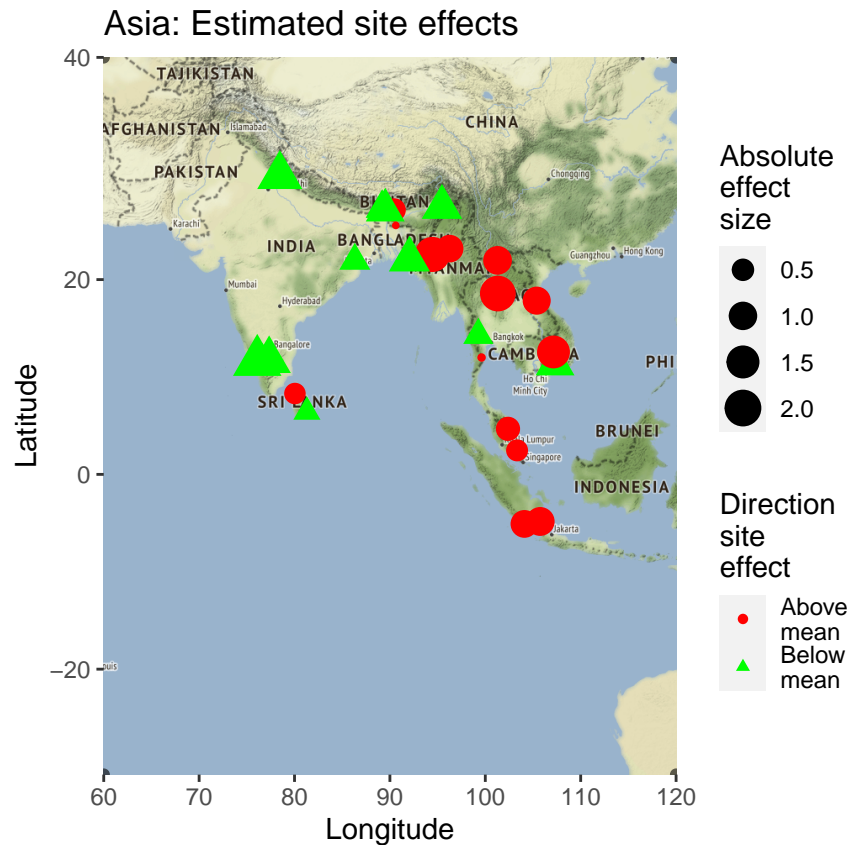 Asia: Estimated site effects
40
20
0
−20
Latitude
60
70
80
90
100
110
120
Longitude
TAJIKISTAN
AFGHANISTAN
Islamabad
CHINA
PAKISTAN
Chongqing
Karachi
INDIA
BANGLADESH
Guangzhou
Hong Kong
Mumbai
Hyderabad
Bangalore
Bangkok
Ho Chi
Minh City
PHI
SRI
NKA
BRUNEI
Lumpur
Singapore
INDONESIA
Jakarta
ouis
Absolute
effect
size
0.5
1.0
1.5
2.0
Direction
site
effect
Above
mean
Below
mean